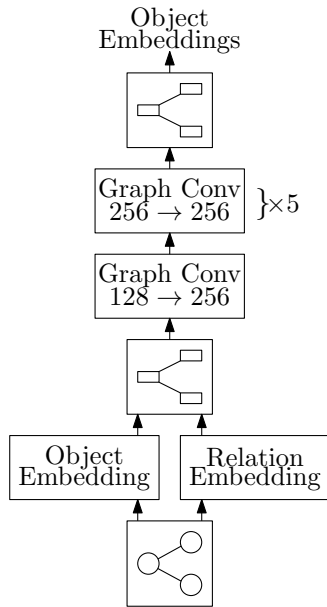 Object
Embeddings
Graph Conv
256 → 256
}×5
Graph Conv
128 → 256
Object
Embedding
Relation
Embedding